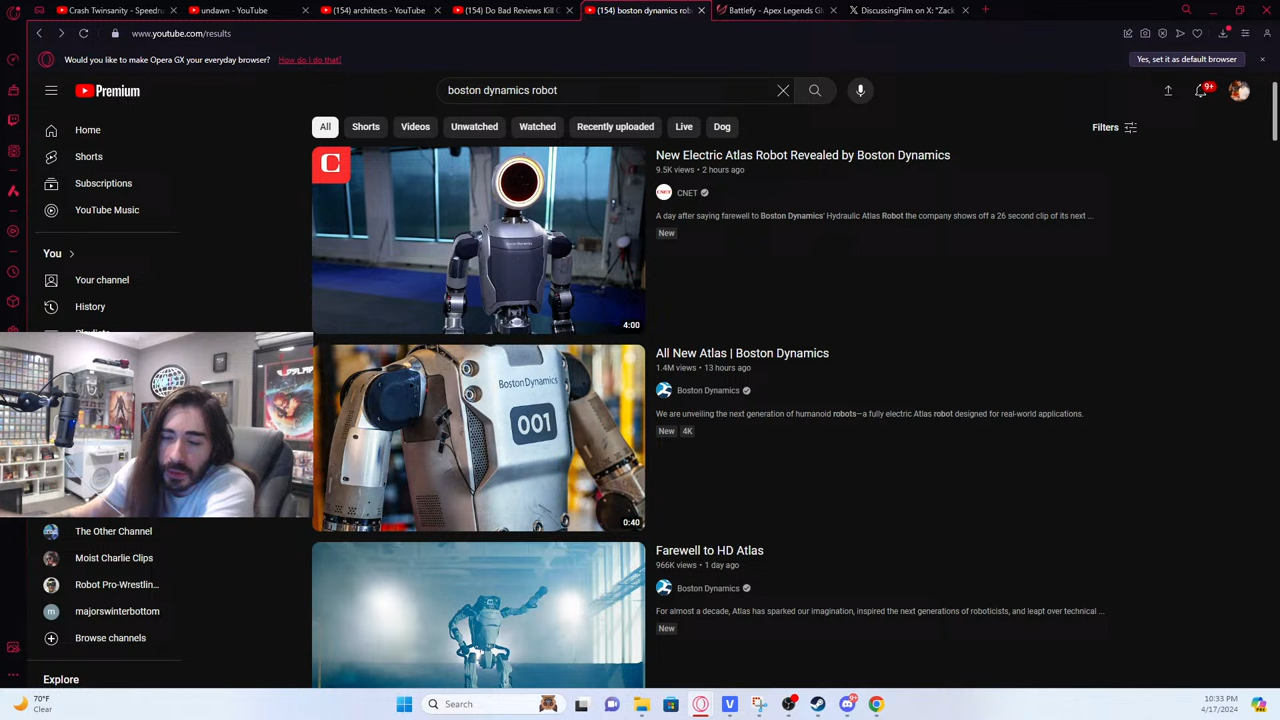 Crash Twinsanity - Speedru
undawn - YouTube
(154) architects - YouTube
(154) Do Bad Reviews Kill C
(154) boston dynamics rob
Battlefy - Apex Legends Gl
DiscussingFilm on X: "Zack
www.youtube.com/results
Would you like to make Opera GX your everyday browser?
How do I do that?
Yes, set it as default browser
Premium
boston dynamics robot
9+
All
Shorts
Videos
Unwatched
Watched
Recently uploaded
Live
Dog
Filters
Home
Shorts
Subscriptions
YouTube Music
You
Your channel
History
C
4:00
New Electric Atlas Robot Revealed by Boston Dynamics
9.5K views • 2 hours ago
CNET
CNET
A day after saying farewell to Boston Dynamics' Hydraulic Atlas Robot the company shows off a 26 second clip of its next ...
New
BostonDynamics
001
0:40
All New Atlas | Boston Dynamics
1.4M views • 13 hours ago
Boston Dynamics
We are unveiling the next generation of humanoid robots—a fully electric Atlas robot designed for real-world applications.
New
4K
Farewell to HD Atlas
966K views • 1 day ago
Boston Dynamics
For almost a decade, Atlas has sparked our imagination, inspired the next generations of roboticists, and leapt over technical ...
New
The Other Channel
Moist Charlie Clips
Robot Pro-Wrestlin...
m
majorswinterbottom
Browse channels
Explore
70°F
Clear
Search
9+
10:33 PM
4/17/2024